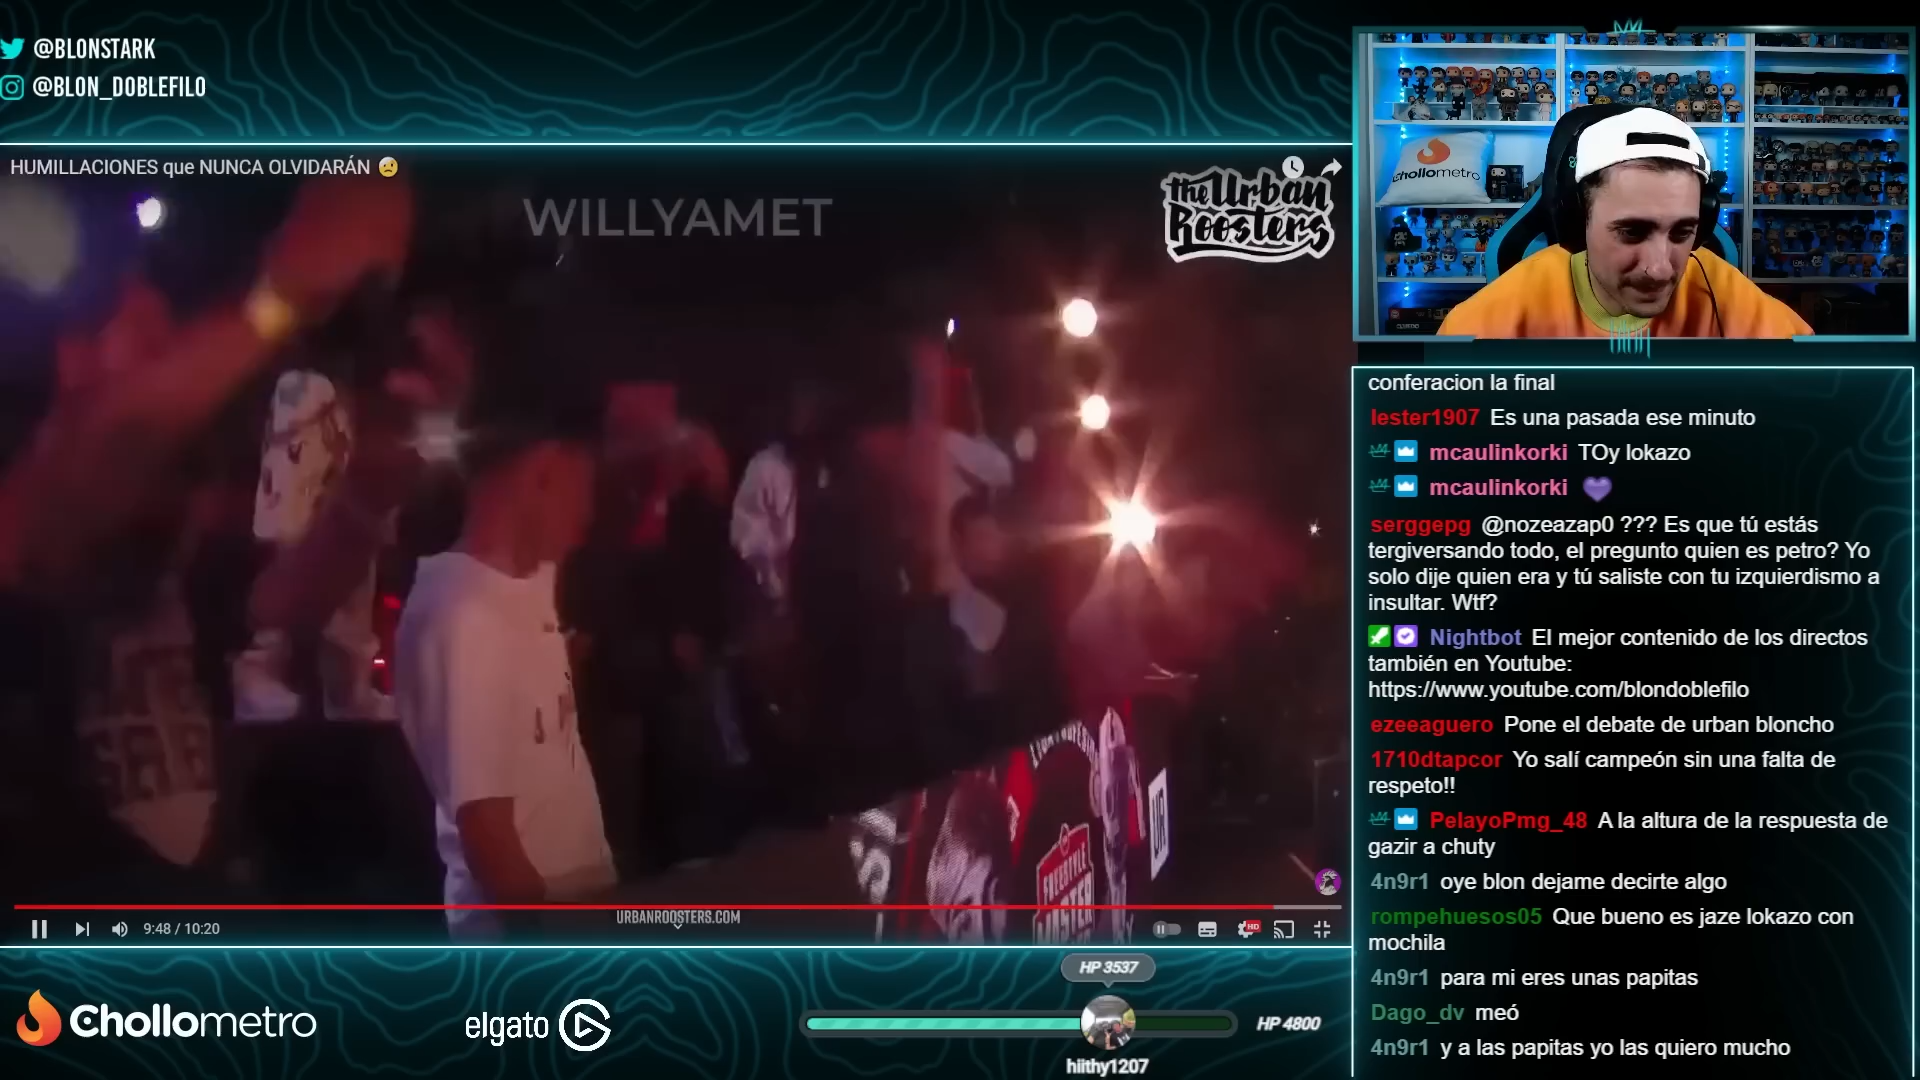 @BLONSTARK
@BLON_DOBLEFILO
HUMILLACIONES que NUNCA OLVIDARÁN
WILLYAMET
the Urban
Roosters
chollometro
conferacion la final
lester1907 Es una pasada ese minuto
mcaulinkorki TOy lokazo
mcaulinkorki
serggepg @nozeazap0 ??? Es que tú estás
tergiversando todo, el pregunto quien es petro? Yo
solo dije quien era y tú saliste con tu izquierdismo a
insultar. Wtf?
Nightbot El mejor contenido de los directos
también en Youtube:
https://www.youtube.com/blondoblefilo
ezeeaguero Pone el debate de urban bloncho
1710dtapcor Yo salí campeón sin una falta de
respeto!!
PelayoPmg_48 A la altura de la respuesta de
gazir a chuty
4n9r1 oye blon dejame decirte algo
rompehuesos05 Que bueno es jaze lokazo con
mochila
4n9r1 para mi eres unas papitas
Dago_dv meó
4n9r1 y a las papitas yo las quiero mucho
FREESTYLE
MASTER
URBANROOSTERS.COM
9:48 / 10:20
HD
Chollometro
elgato
HP 3537
HP 4800
hiithy1207